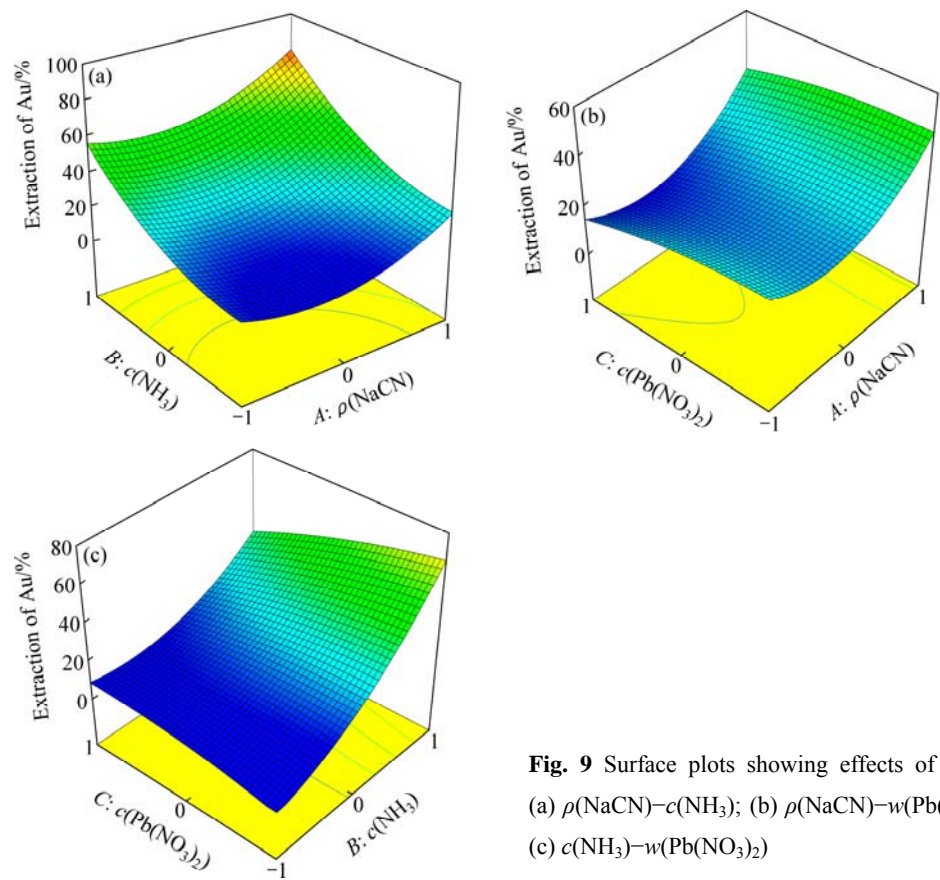 100
(a)
80
60
40
20
0
Extraction of Au/%
1
0
−1
B: c(NH₃)
0
1
A: ρ(NaCN)
60
(b)
40
20
0
Extraction of Au/%
1
0
−1
C: c(Pb(NO₃)₂)
0
1
A: ρ(NaCN)
80
(c)
60
40
20
0
Extraction of Au/%
1
0
−1
C: c(Pb(NO₃)₂)
0
1
B: c(NH₃)
Fig. 9 Surface plots showing effects of
(a) ρ(NaCN)−c(NH₃); (b) ρ(NaCN)−w(Pb(
(c) c(NH₃)−w(Pb(NO₃)₂)